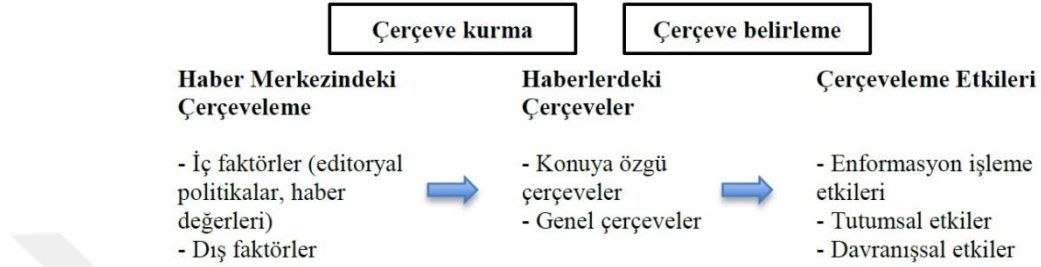 Çerçeve kurma
Çerçeve belirleme
Haber Merkezindeki
Çerçeveleme
- İç faktörler (editoryal
politikalar, haber
değerleri)
- Dış faktörler
Haberlerdeki
Çerçeveler
- Konuya özgü
çerçeveler
- Genel çerçeveler
Çerçeveleme Etkileri
- Enformasyon işleme
etkileri
- Tutumsal etkiler
- Davranışsal etkiler